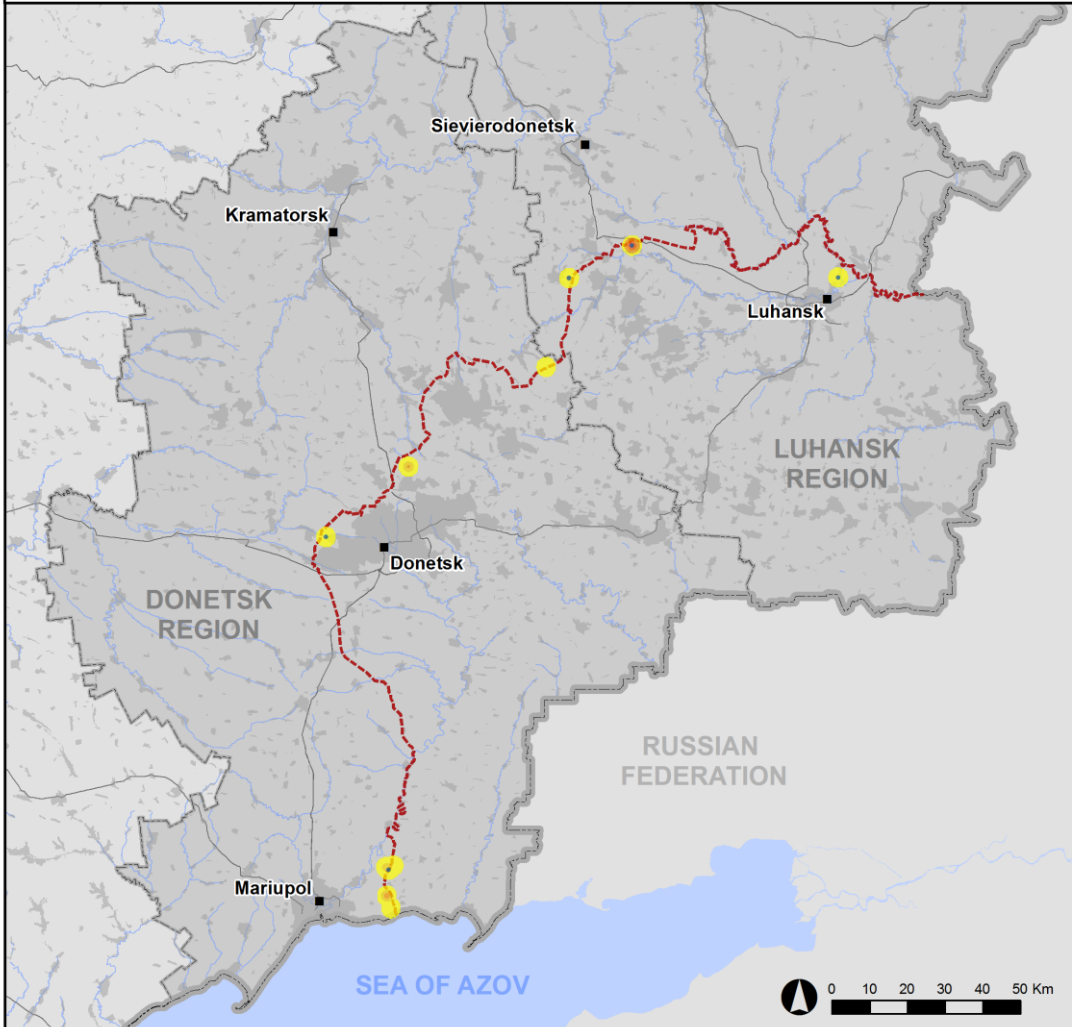 Sievierodonetsk
Kramatorsk
Luhansk
LUHANSK
REGION
Donetsk
DONETSK
REGION
RUSSIAN
FEDERATION
Mariupol
SEA OF AZOV
0 10 20 30 40 50 Km